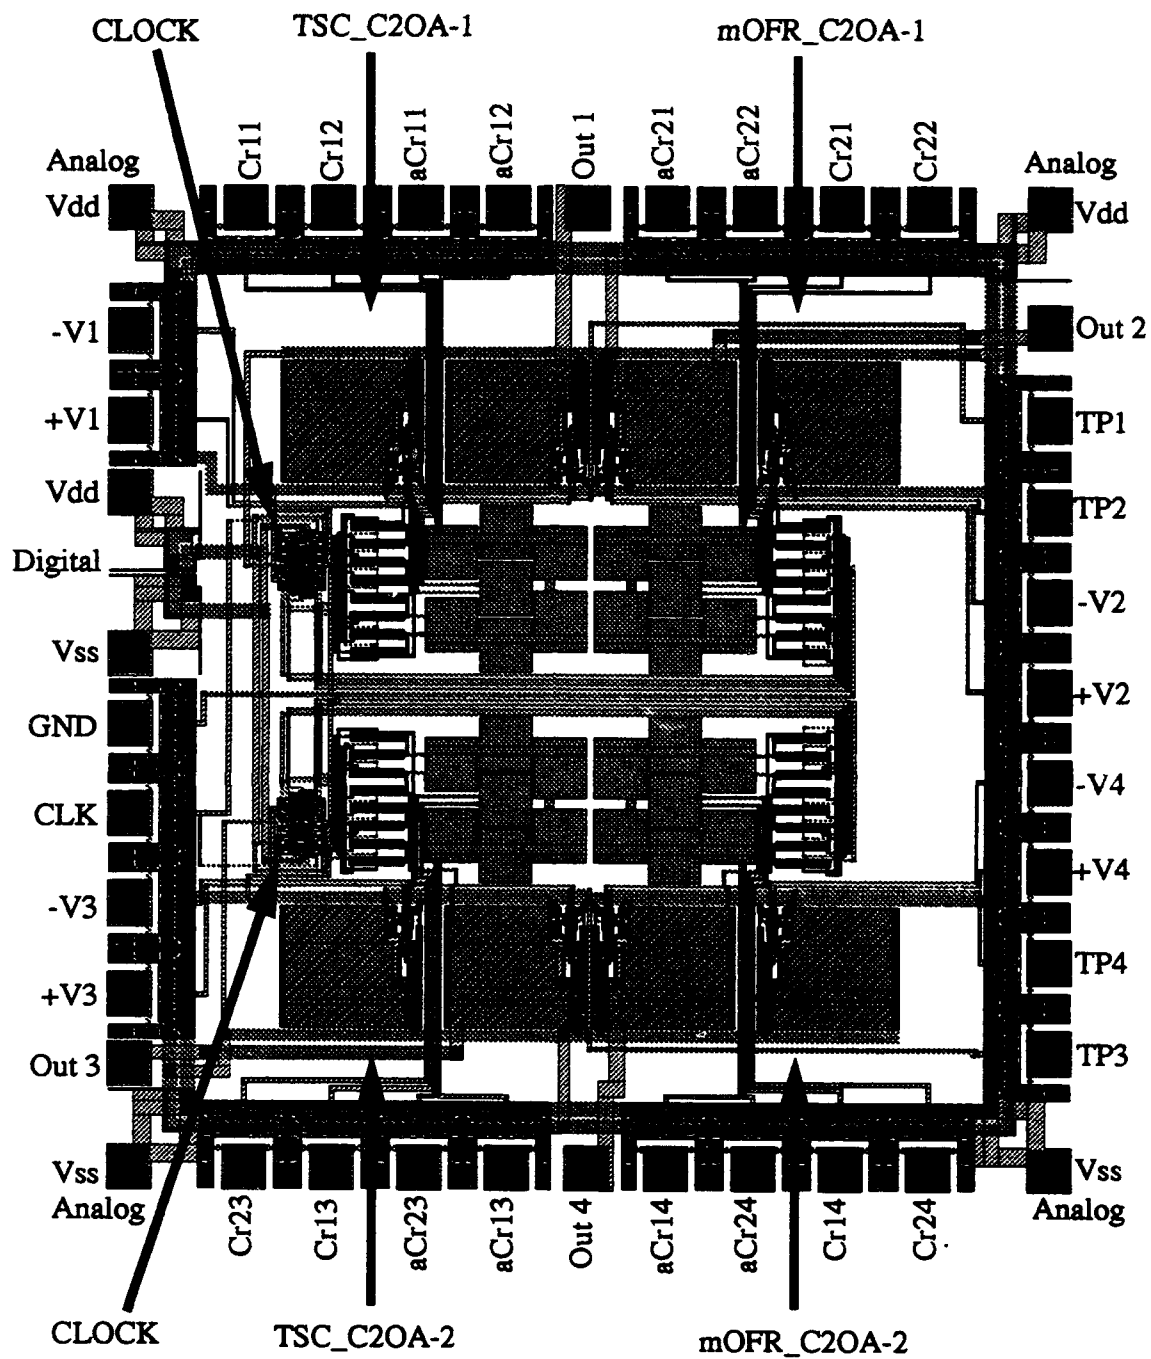 CLOCK
TSC_C2OA-1
mOFR_C2OA-1
Cr11
Cr12
aCr11
aCr12
Out 1
aCr21
aCr22
Cr21
Cr22
Analog
Vdd
Analog
Vdd
-V1
+V1
Vdd
Digital
Vss
GND
CLK
-V3
+V3
Out 3
Vss
Analog
Out 2
TP1
TP2
-V2
+V2
-V4
+V4
TP4
TP3
Vss
Analog
Cr23
Cr13
aCr23
aCr13
Out 4
aCr14
aCr24
Cr14
Cr24
CLOCK
TSC_C2OA-2
mOFR_C2OA-2